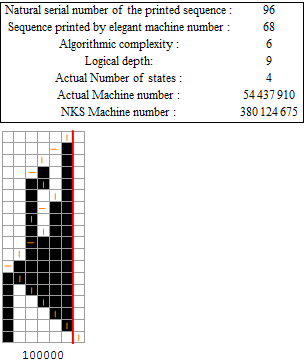 Natural serial number of the printed sequence : 96
Sequence printed by elegant machine number : 68
Algorithmic complexity : 6
Logical depth: 9
Actual Number of states : 4
Actual Machine number : 54 437 910
NKS Machine number : 380 124 675
100000